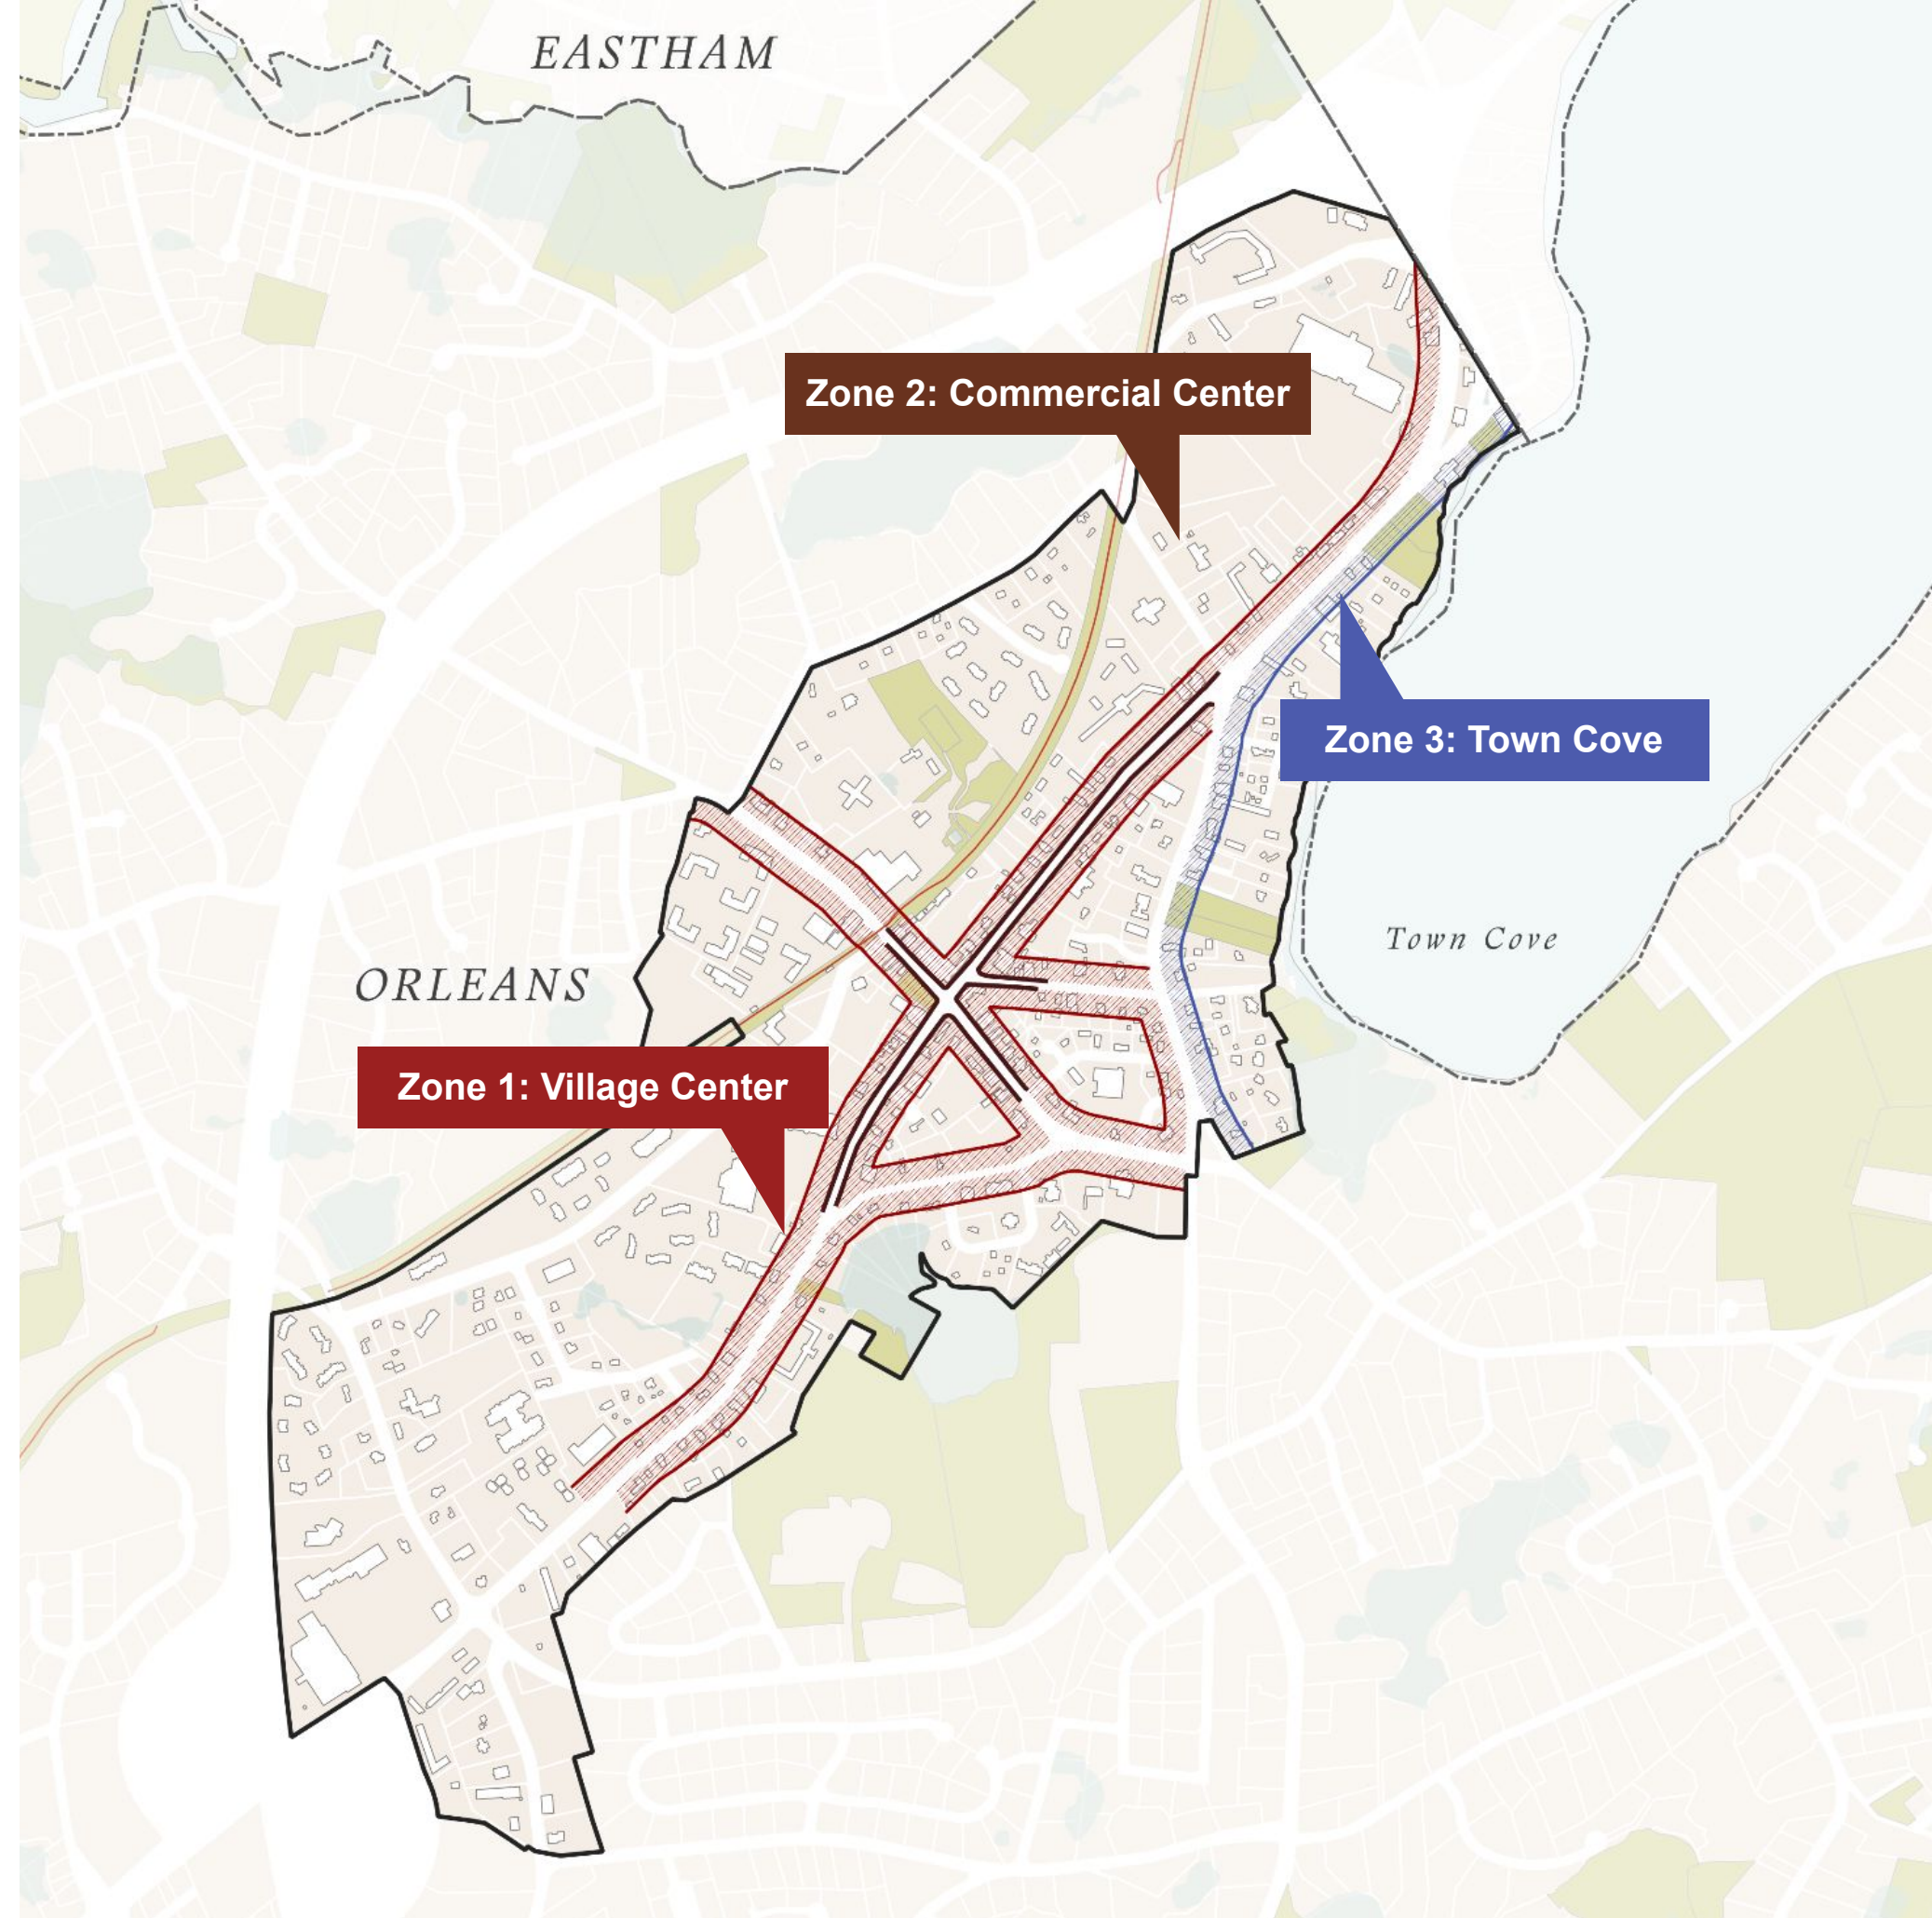 EASTHAM
Zone 2: Commercial Center
Zone 3: Town Cove
Town Cove
ORLEANS
Zone 1: Village Center